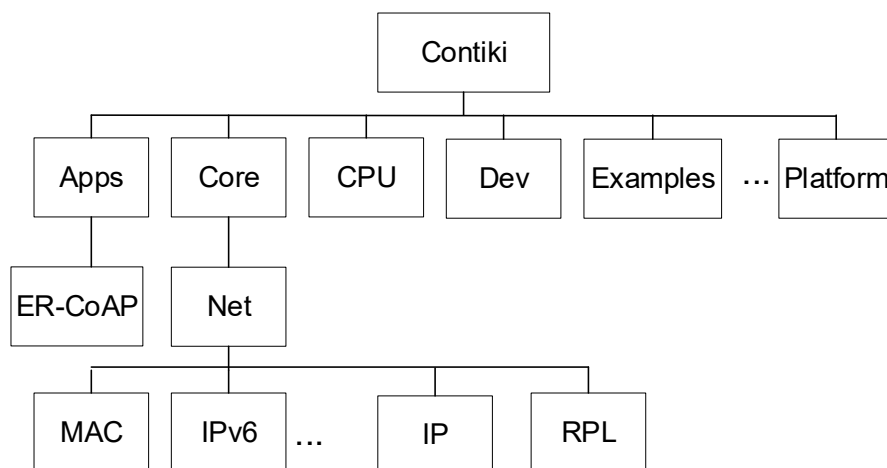 Contiki
Apps
Core
CPU
Dev
Examples
...
Platform
ER-CoAP
Net
MAC
IPv6
...
IP
RPL